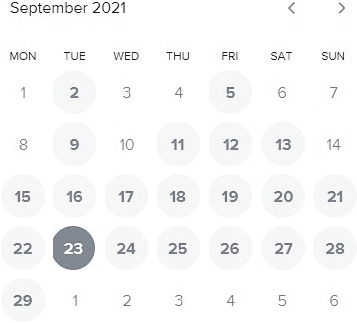 September 2021
MON TUE WED THU FRI SAT SUN
1 2 3 4 5 6 7
8 9 10 11 12 13 14
15 16 17 18 19 20 21
22 23 24 25 26 27 28
29 1 2 3 4 5 6